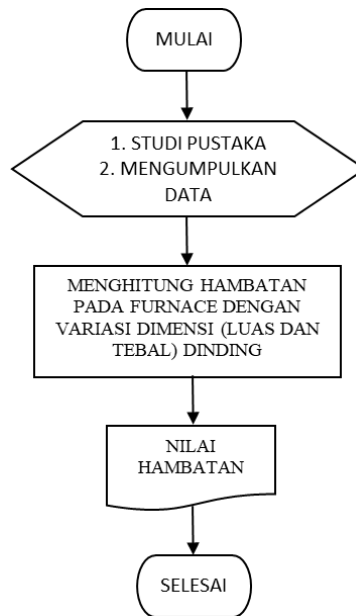 MULAI
1. STUDI PUSTAKA
2. MENGUMPULKAN
DATA
MENGHITUNG HAMBATAN
PADA FURNACE DENGAN
VARIASI DIMENSI (LUAS DAN
TEBAL) DINDING
NILAI
HAMBATAN
SELESAI